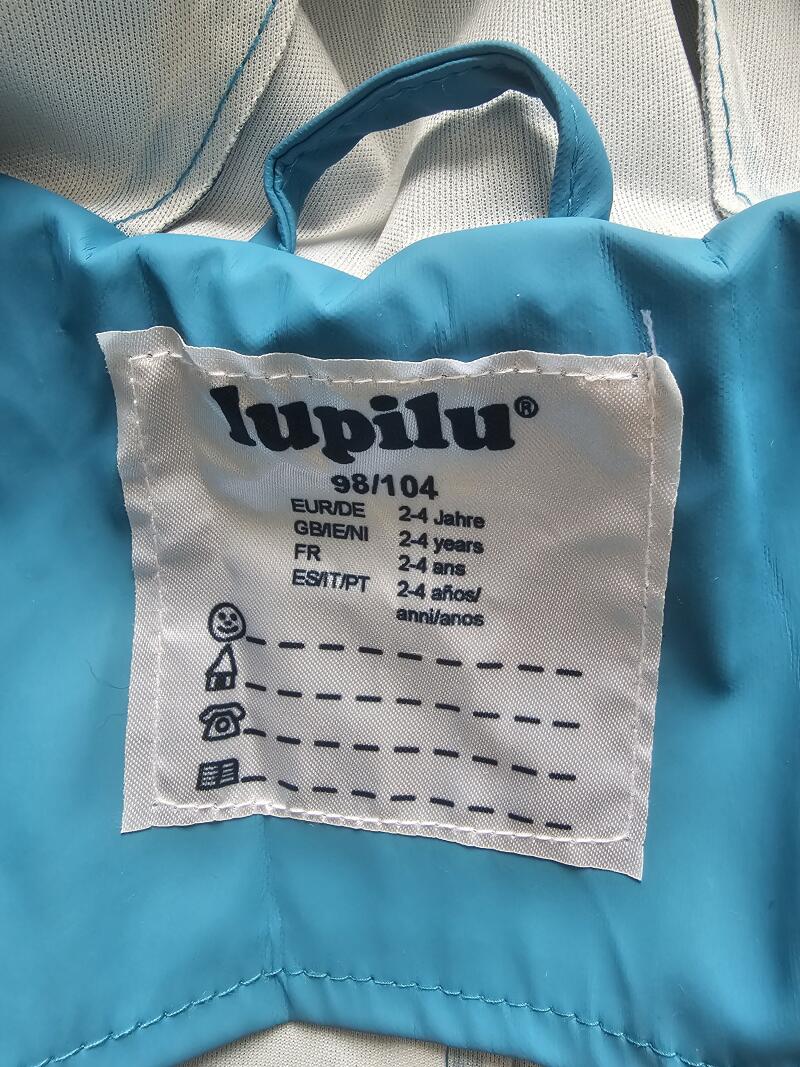 lupilu®
98/104
EUR/DE 2-4 Jahre
GB/IE/NI 2-4 years
FR 2-4 ans
ES/IT/PT 2-4 años/
anni/anos